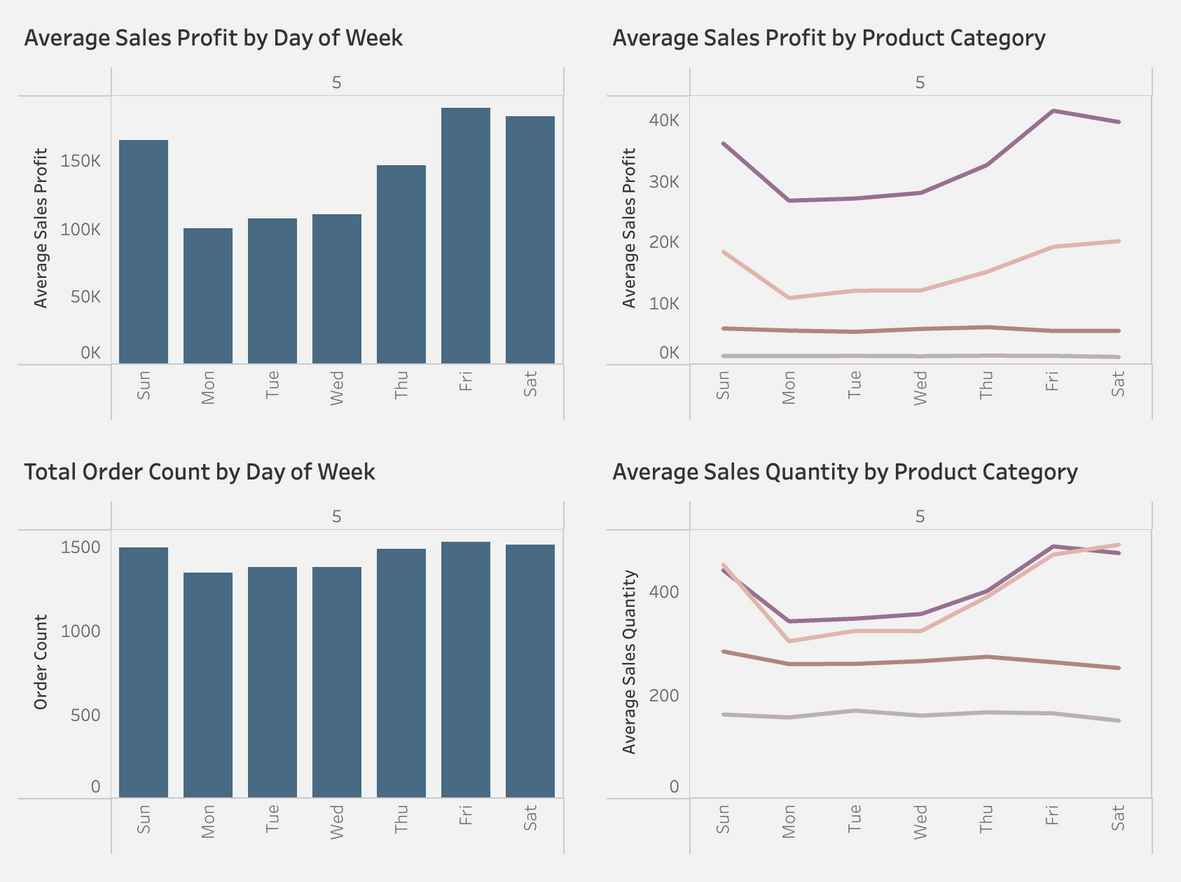 Average Sales Profit by Day of Week
5
Average Sales Profit
150K
100K
50K
0K
Sun Mon Tue Wed Thu Fri Sat
Average Sales Profit by Product Category
5
Average Sales Profit
40K
30K
20K
10K
0K
Sun Mon Tue Wed Thu Fri Sat
Total Order Count by Day of Week
5
Order Count
1500
1000
500
0
Sun Mon Tue Wed Thu Fri Sat
Average Sales Quantity by Product Category
5
Average Sales Quantity
400
200
0
Sun Mon Tue Wed Thu Fri Sat